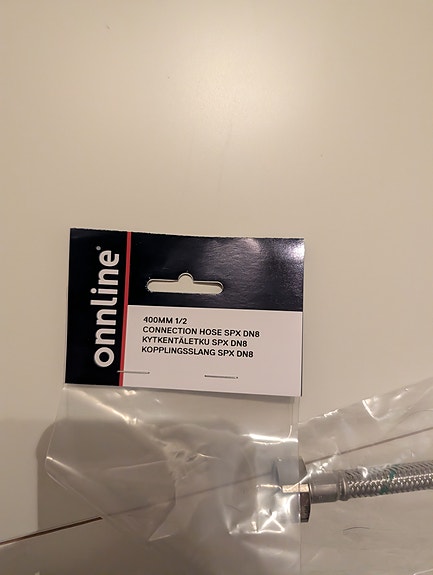 onnline®
400MM 1/2
CONNECTION HOSE SPX DN8
KYTKENTÄLETKU SPX DN8
KOPPLINGSSLANG SPX DN8